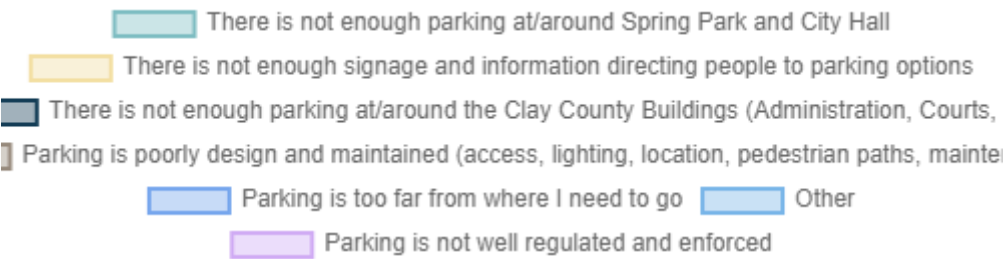 There is not enough parking at/around Spring Park and City Hall
There is not enough signage and information directing people to parking options
There is not enough parking at/around the Clay County Buildings (Administration, Courts,
Parking is poorly design and maintained (access, lighting, location, pedestrian paths, mainte
Parking is too far from where I need to go Other
Parking is not well regulated and enforced